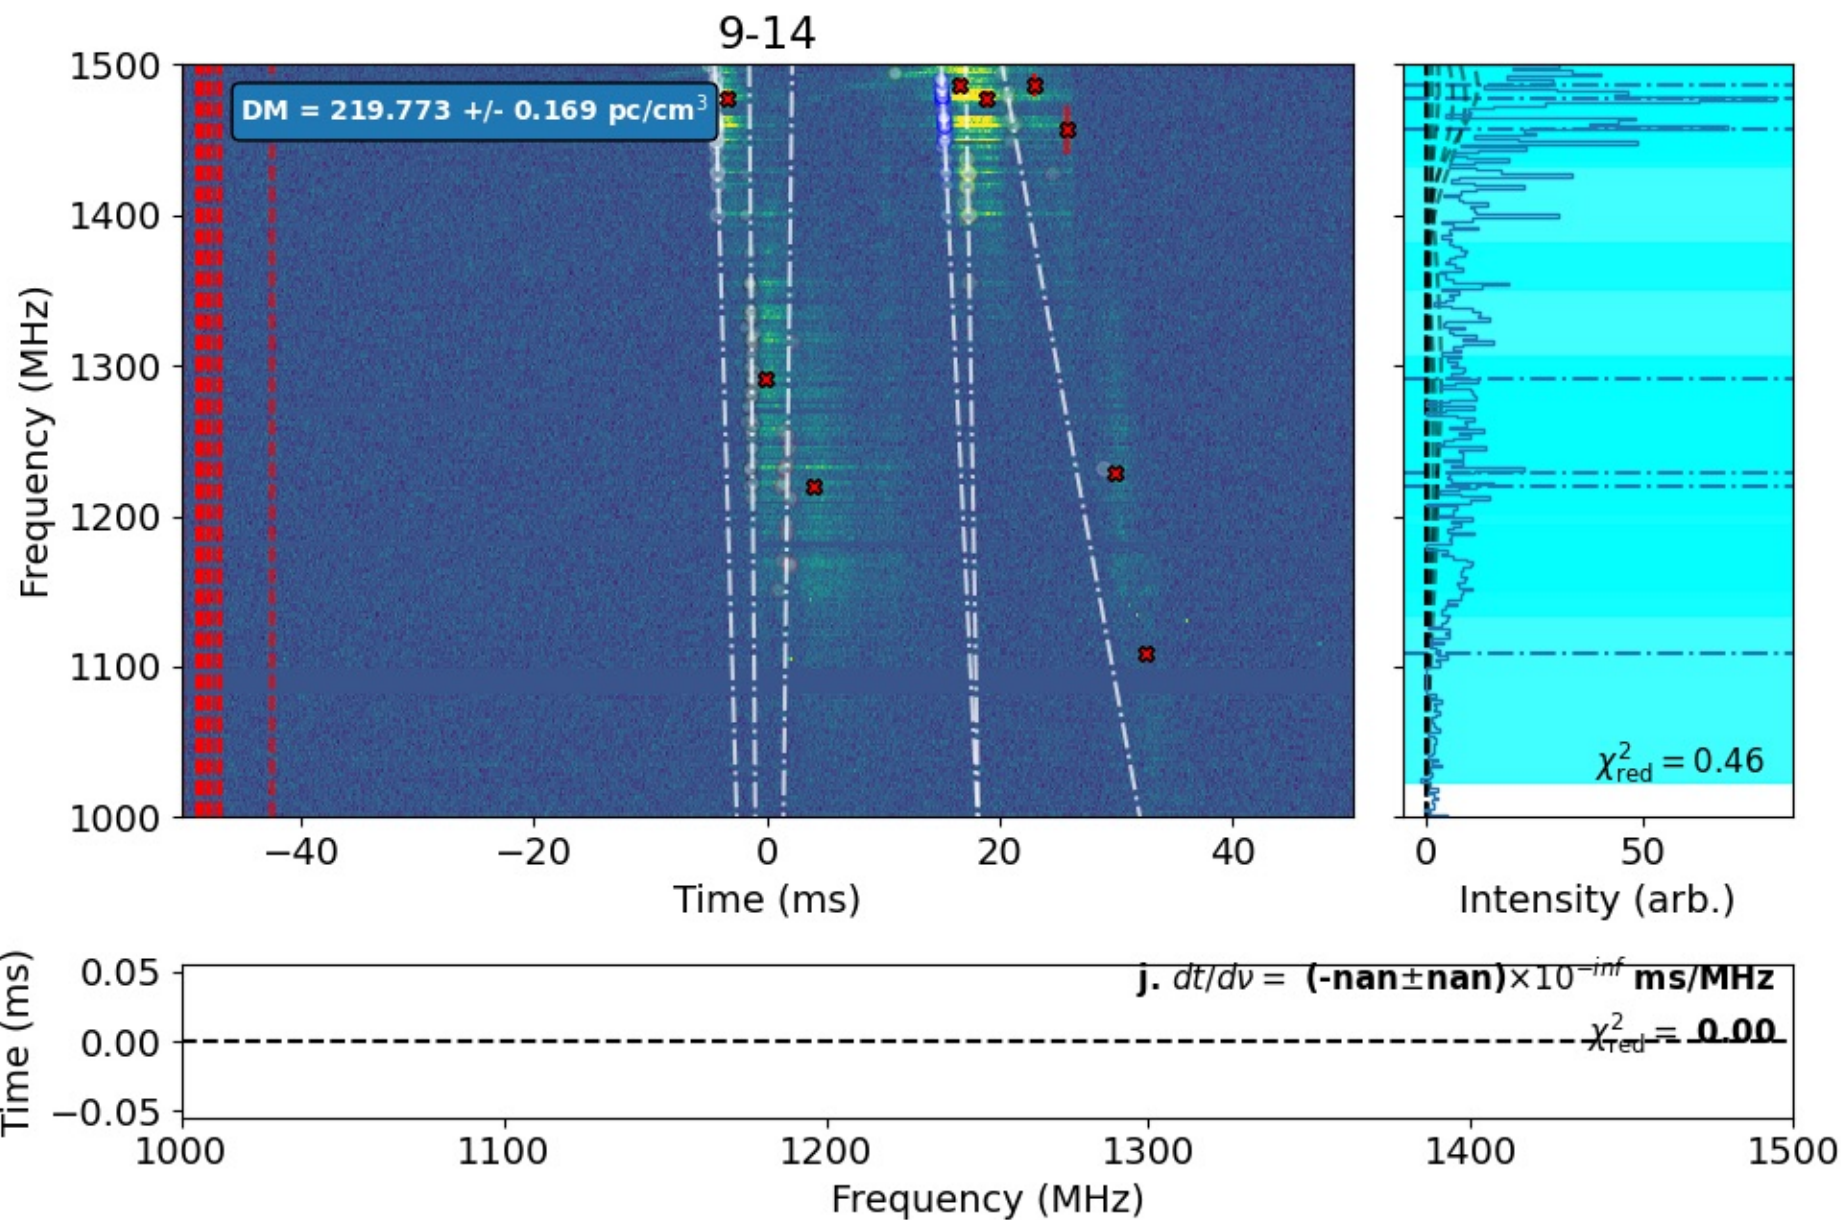 9-14
DM = 219.773 +/- 0.169 pc/cm³
1500
1400
1300
1200
1100
1000
Frequency (MHz)
−40 −20 0 20 40
Time (ms)
χ²red = 0.46
0 50
Intensity (arb.)
0.05
0.00
−0.05
Time (ms)
j. dt/dν = (-nan±nan)×10^−inf ms/MHz
χ²red = 0.00
1000 1100 1200 1300 1400 1500
Frequency (MHz)